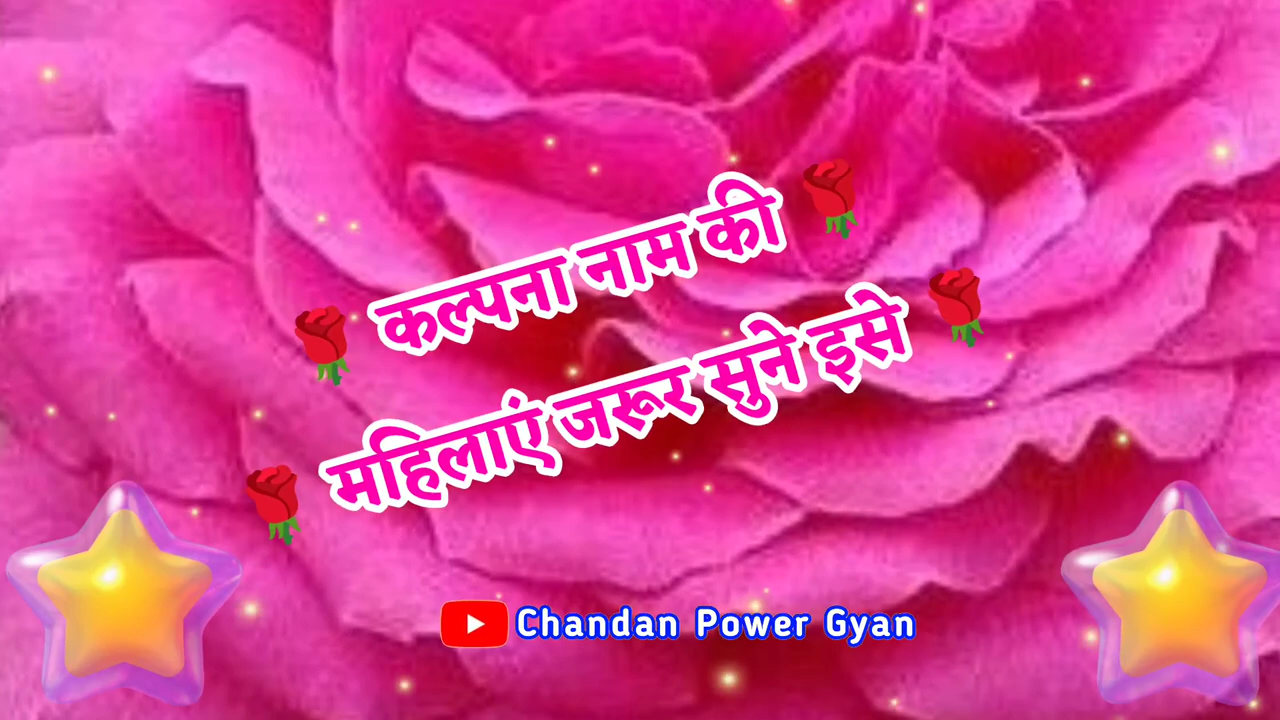 कल्पना नाम की
महिलाएं जरूर सुने इसे
Chandan Power Gyan